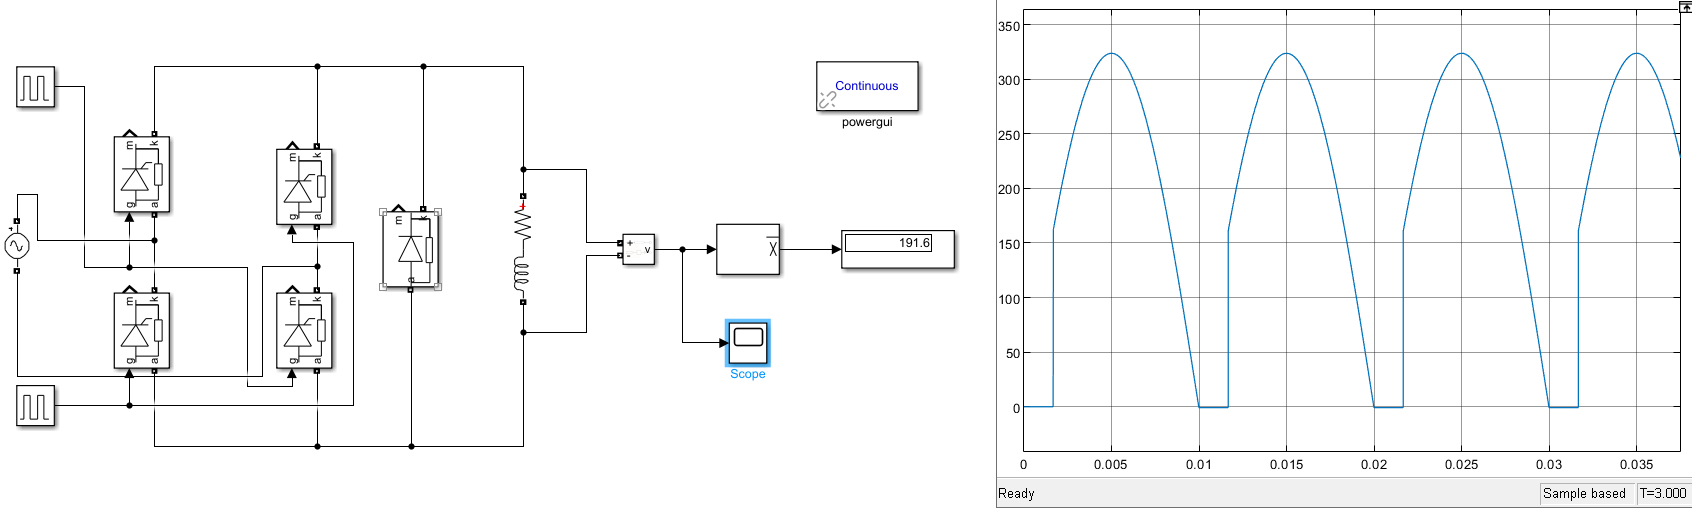 Continuous
powergui
m
k
g
a
m
k
g
a
m
k
a
m
k
g
a
m
k
g
a
+
-
v
x
191.6
Scope
350
300
250
200
150
100
50
0
0
0.005
0.01
0.015
0.02
0.025
0.03
0.035
Ready
Sample based
T=3.000